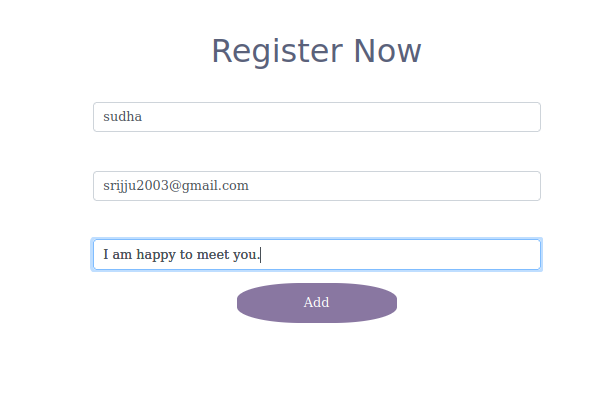 Register Now
sudha
srijju2003@gmail.com
I am happy to meet you.
Add